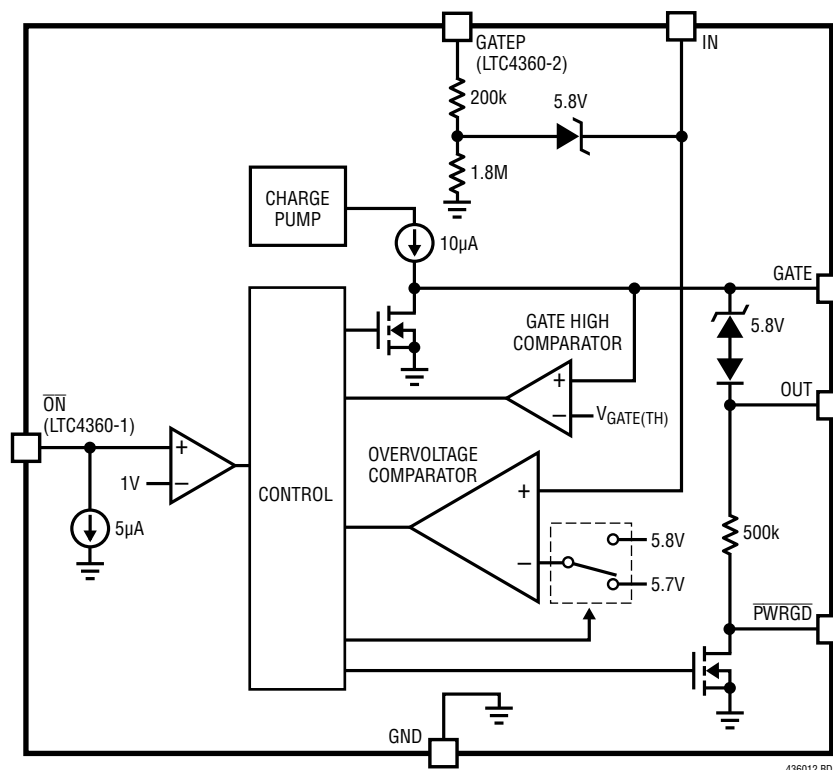 GATEP
(LTC4360-2)
IN
200k
5.8V
1.8M
CHARGE
PUMP
10µA
GATE
5.8V
GATE HIGH
COMPARATOR
+
–
VGATE(TH)
OUT
ON
(LTC4360-1)
+
–
1V
5µA
CONTROL
OVERVOLTAGE
COMPARATOR
+
–
5.8V
5.7V
500k
PWRGD
GND
436012 BD